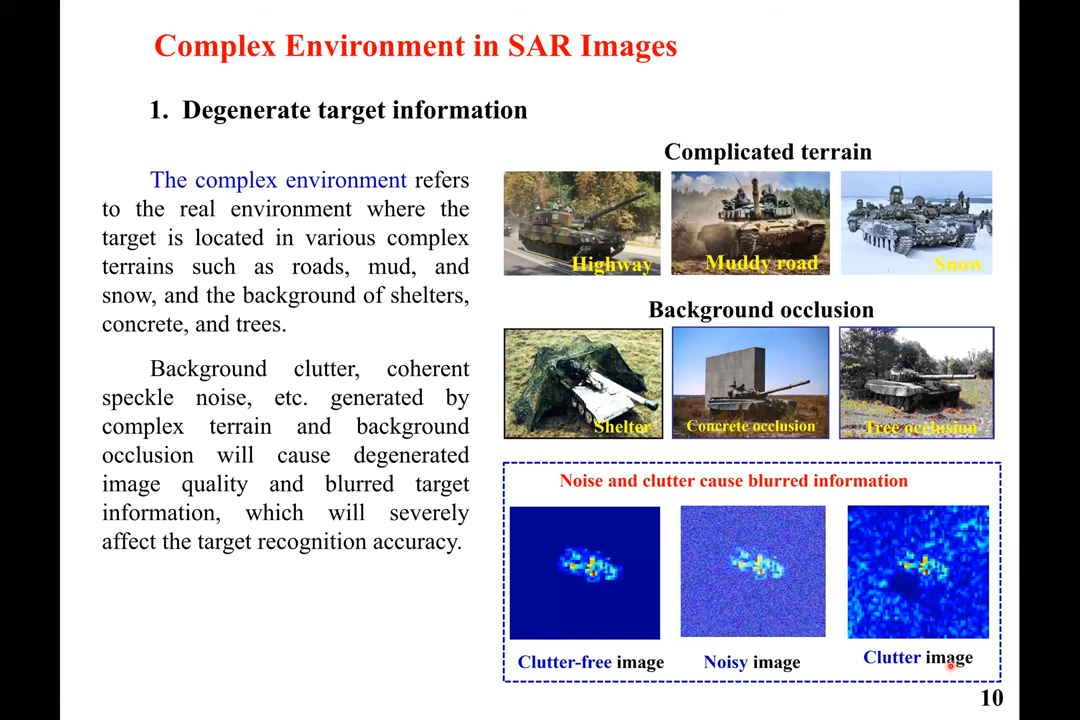 Complex Environment in SAR Images
1. Degenerate target information
The complex environment refers
to the real environment where the
target is located in various complex
terrains such as roads, mud, and
snow, and the background of shelters,
concrete, and trees.
Background clutter, coherent
speckle noise, etc. generated by
complex terrain and background
occlusion will cause degenerated
image quality and blurred target
information, which will severely
affect the target recognition accuracy.
Complicated terrain
Highway
Muddy road
Snow
Background occlusion
Shelter
Concrete occlusion
Tree occlusion
Noise and clutter cause blurred information
Clutter-free image
Noisy image
Clutter image
10